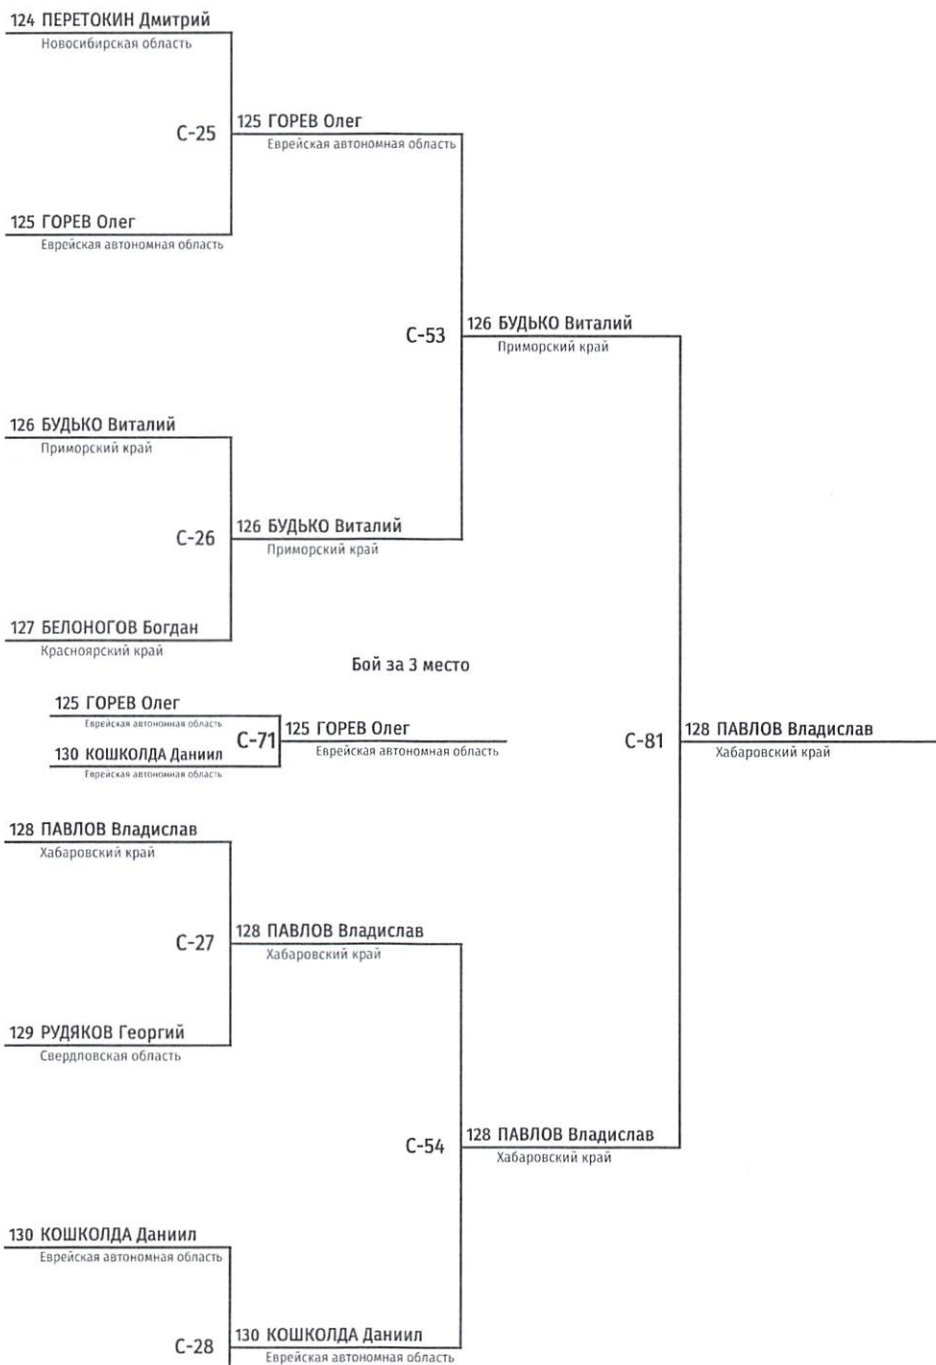 124 ПЕРЕТОКИН Дмитрий
Новосибирская область
С-25
125 ГОРЕВ Олег
Еврейская автономная область
125 ГОРЕВ Олег
Еврейская автономная область
С-53
126 БУДЬКО Виталий
Приморский край
126 БУДЬКО Виталий
Приморский край
С-26
126 БУДЬКО Виталий
Приморский край
127 БЕЛОНОГОВ Богдан
Красноярский край
Бой за 3 место
125 ГОРЕВ Олег
Еврейская автономная область
С-71
125 ГОРЕВ Олег
Еврейская автономная область
130 КОШКОЛДА Даниил
Еврейская автономная область
С-81
128 ПАВЛОВ Владислав
Хабаровский край
128 ПАВЛОВ Владислав
Хабаровский край
С-27
128 ПАВЛОВ Владислав
Хабаровский край
129 РУДЯКОВ Георгий
Свердловская область
С-54
128 ПАВЛОВ Владислав
Хабаровский край
130 КОШКОЛДА Даниил
Еврейская автономная область
С-28
130 КОШКОЛДА Даниил
Еврейская автономная область